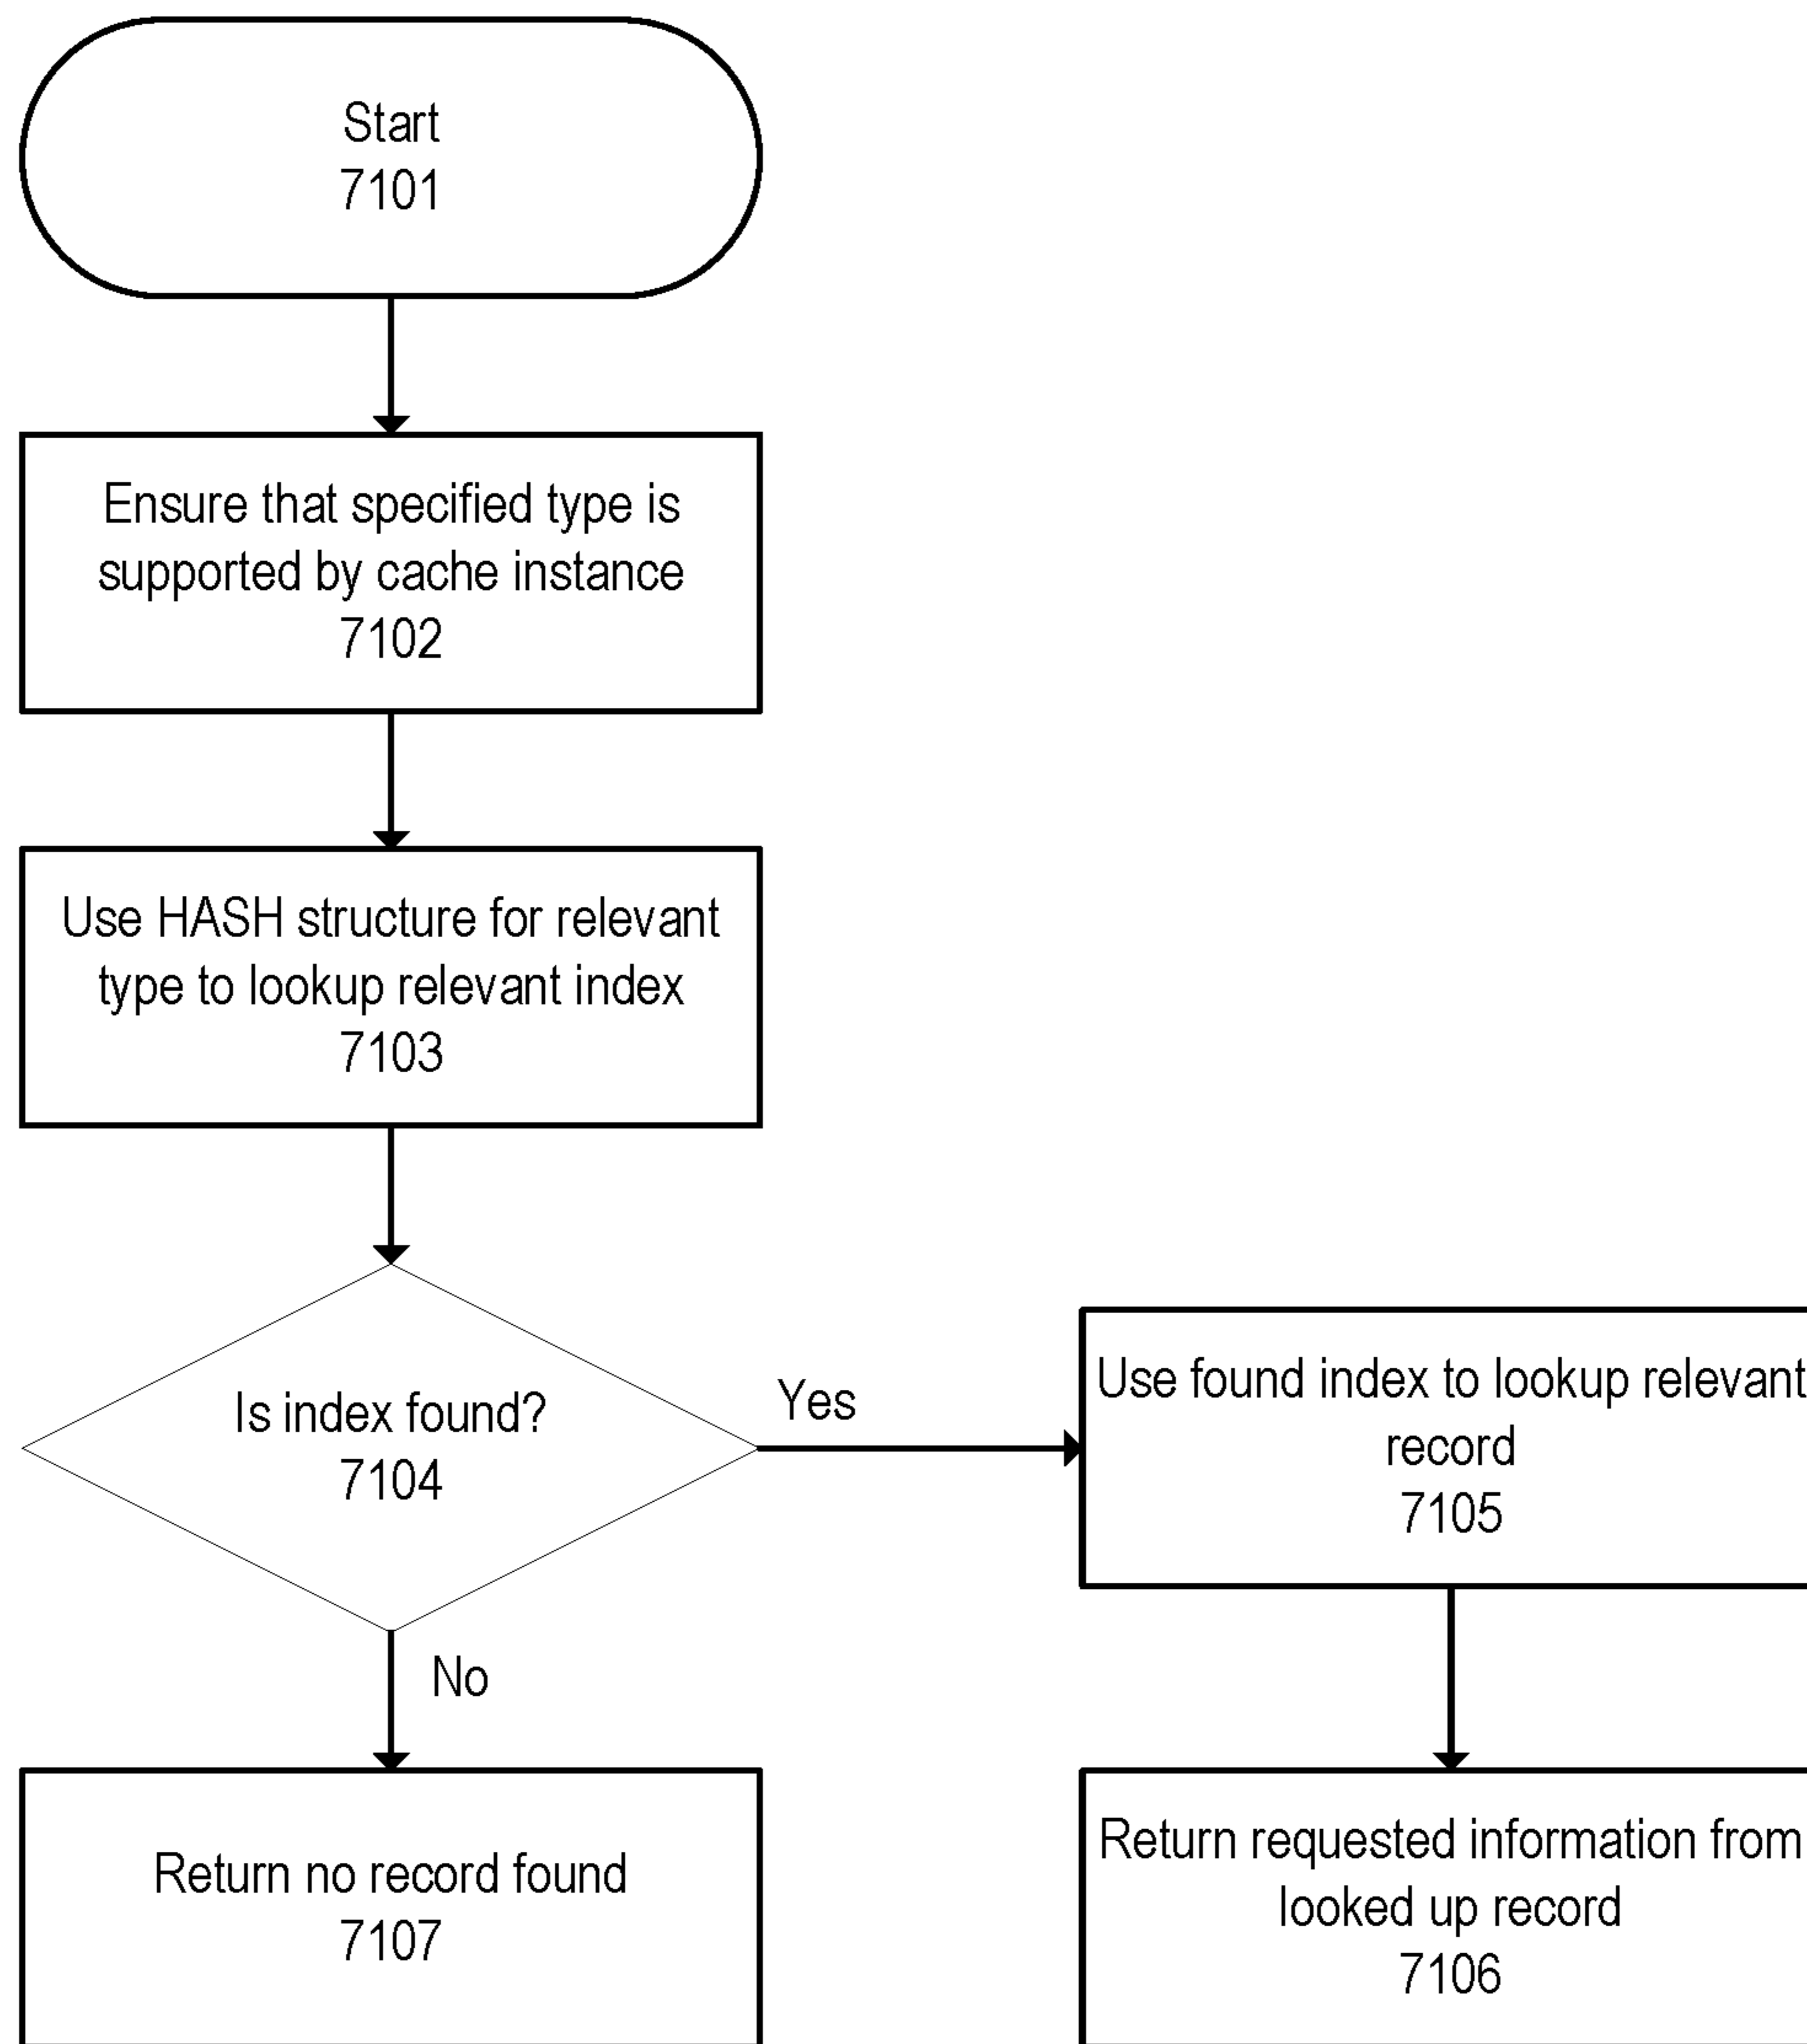 Start
7101
Ensure that specified type is
supported by cache instance
7102
Use HASH structure for relevant
type to lookup relevant index
7103
Is index found?
7104
Yes
Use found index to lookup relevant
record
7105
No
Return no record found
7107
Return requested information from
looked up record
7106